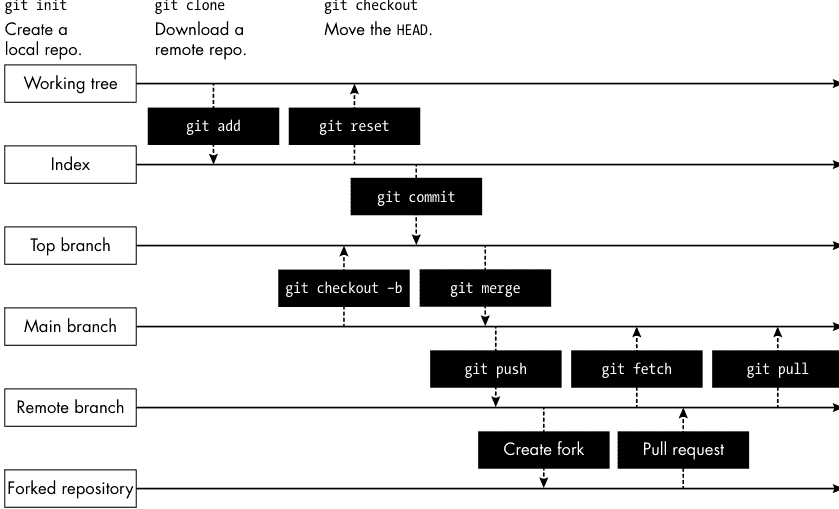 git init
git clone
git checkout
Create a
local repo.
Download a
remote repo.
Move the HEAD.
Working tree
git add
git reset
Index
git commit
Top branch
git checkout -b
git merge
Main branch
git push
git fetch
git pull
Remote branch
Create fork
Pull request
Forked repository